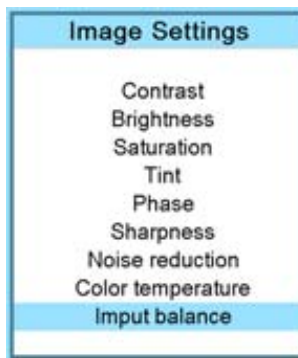 Image Settings
Contrast
Brightness
Saturation
Tint
Phase
Sharpness
Noise reduction
Color temperature
Imput balance